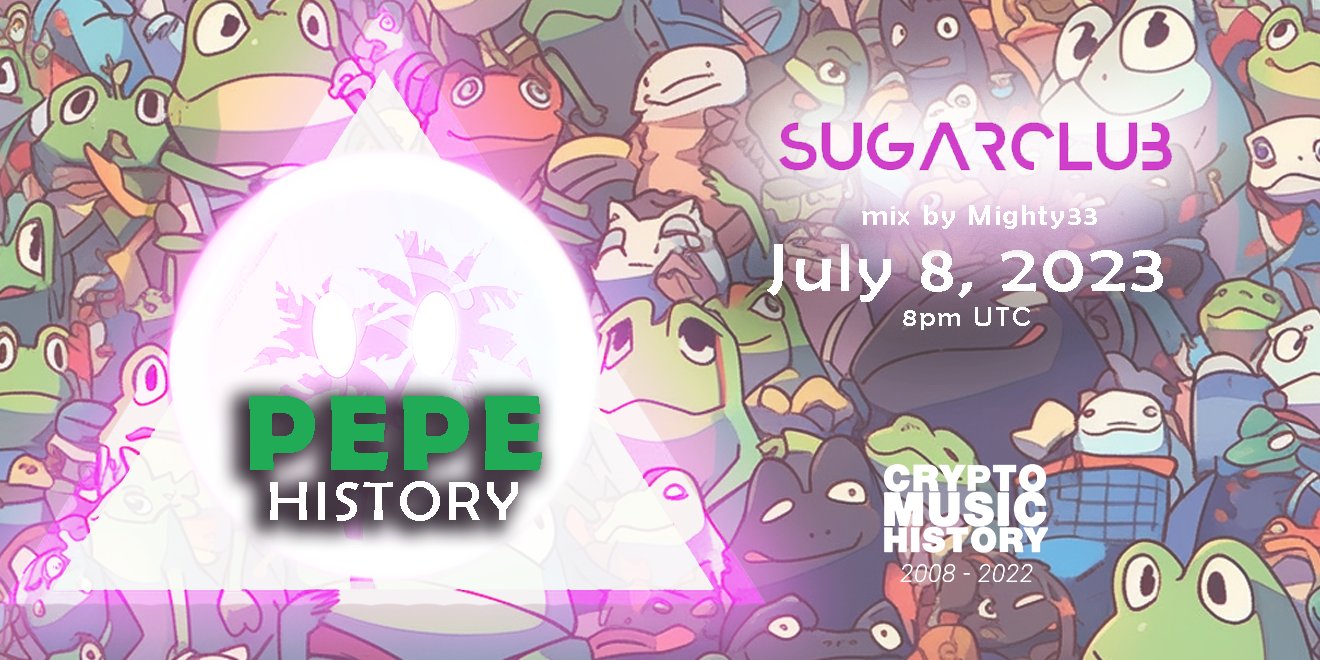 SUGARCLUB
mix by Mighty33
July 8, 2023
8pm UTC
PEPE
HISTORY
CRYPTO
MUSIC
HISTORY
2008 - 2022